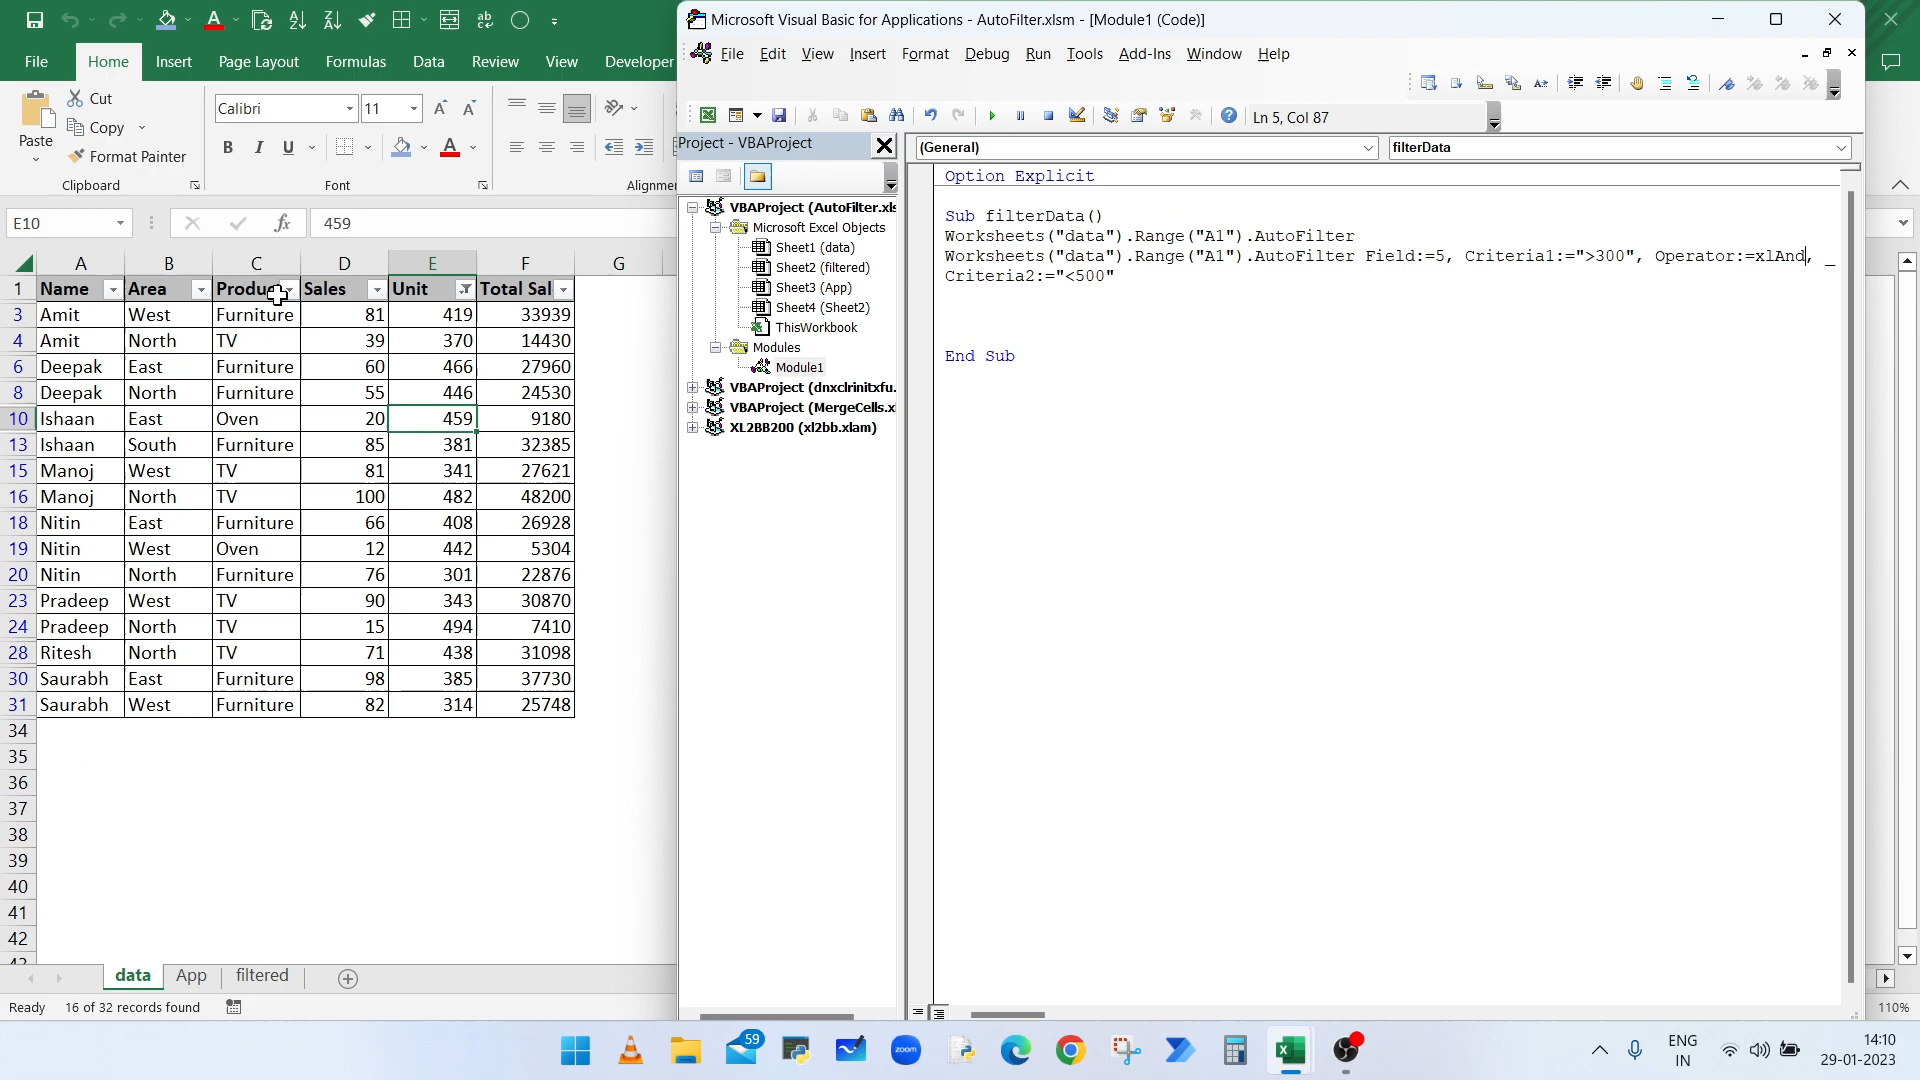 Microsoft Visual Basic for Applications - AutoFilter.xlsm - [Module1 (Code)]
File Home Insert Page Layout Formulas Data Review View Developer
File Edit View Insert Format Debug Run Tools Add-Ins Window Help
Paste
Cut
Copy
Format Painter
Calibri 11
Clipboard Font Alignme
Ln 5, Col 87
E10 fx 459
A B C D E F G
1 Name Area Produc Sales Unit Total Sal
3 Amit West Furniture 81 419 33939
4 Amit North TV 39 370 14430
6 Deepak East Furniture 60 466 27960
8 Deepak North Furniture 55 446 24530
10 Ishaan East Oven 20 459 9180
13 Ishaan South Furniture 85 381 32385
15 Manoj West TV 81 341 27621
16 Manoj North TV 100 482 48200
18 Nitin East Furniture 66 408 26928
19 Nitin West Oven 12 442 5304
20 Nitin North Furniture 76 301 22876
23 Pradeep West TV 90 343 30870
24 Pradeep North TV 15 494 7410
28 Ritesh North TV 71 438 31098
30 Saurabh East Furniture 98 385 37730
31 Saurabh West Furniture 82 314 25748
34
35
36
37
38
39
40
41
42
data App filtered
Ready 16 of 32 records found
Project - VBAProject
VBAProject (AutoFilter.xls
Microsoft Excel Objects
Sheet1 (data)
Sheet2 (filtered)
Sheet3 (App)
Sheet4 (Sheet2)
ThisWorkbook
Modules
Module1
VBAProject (dnxclrinitxfu.
VBAProject (MergeCells.xl
XL2BB200 (xl2bb.xlam)
(General) filterData
Option Explicit
Sub filterData()
Worksheets("data").Range("A1").AutoFilter
Worksheets("data").Range("A1").AutoFilter Field:=5, Criteria1:=">300", Operator:=xlAnd, _
Criteria2:="<500"
End Sub
110%
59
zoom
ENG
IN
14:10
29-01-2023